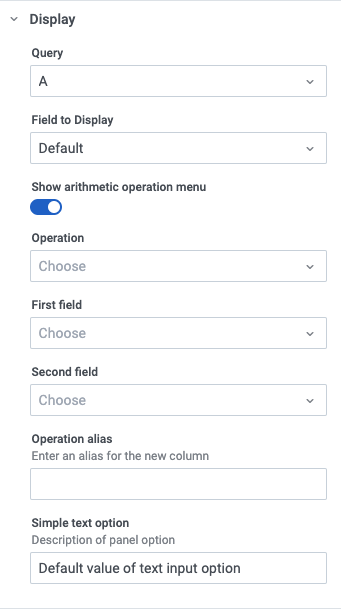 Display
Query
A
Field to Display
Default
Show arithmetic operation menu
Operation
Choose
First field
Choose
Second field
Choose
Operation alias
Enter an alias for the new column
Simple text option
Description of panel option
Default value of text input option